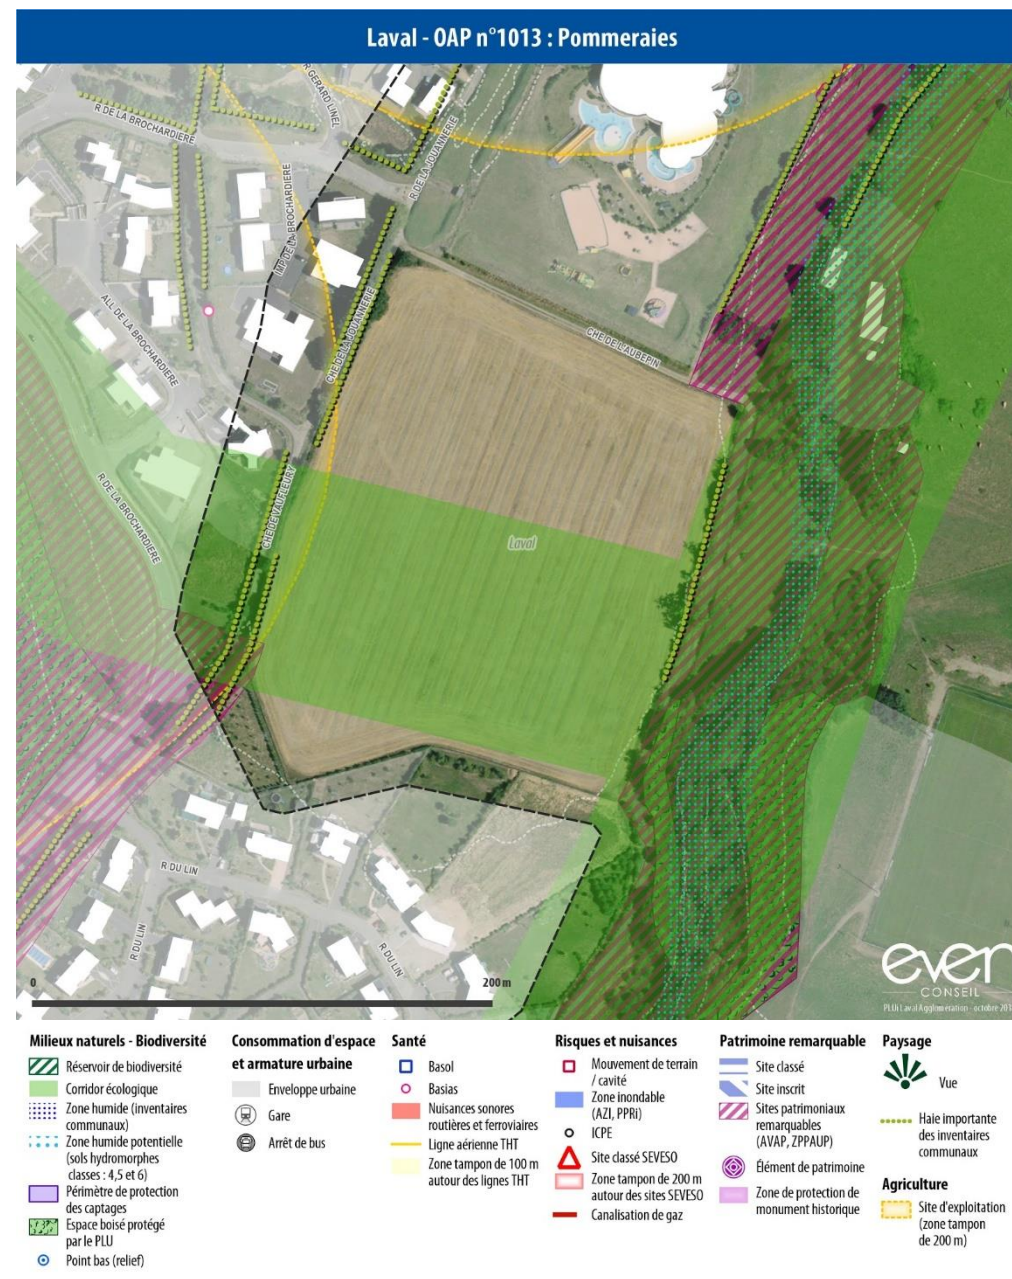 Laval - OAP n°1013 : Pommeraies
R DE LA BROCHARDIERE
R GERARD LINEL
R DE LA JOUANNERIE
IMP DE LA BROCHARDIERE
ALL DE LA BROCHARDIERE
CHE DE LA JOUANNERIE
CHE DE L'AUBEPIN
R DE LA BROCHARDIERE
CHE DE VAUFLEURY
Laval
R DU LIN
R DU LIN
R DU LIN
0
200 m
even
CONSEIL
PLUi Laval Agglomération - octobre 201
Milieux naturels - Biodiversité
Réservoir de biodiversité
Corridor écologique
Zone humide (inventaires
communaux)
Zone humide potentielle
(sols hydromorphes
classes : 4,5 et 6)
Périmètre de protection
des captages
Espace boisé protégé
par le PLU
Point bas (relief)
Consommation d'espace
et armature urbaine
Enveloppe urbaine
Gare
Arrêt de bus
Santé
Basol
Basias
Nuisances sonores
routières et ferroviaires
Ligne aérienne THT
Zone tampon de 100 m
autour des lignes THT
Risques et nuisances
Mouvement de terrain
/ cavité
Zone inondable
(AZI, PPRi)
ICPE
Site classé SEVESO
Zone tampon de 200 m
autour des sites SEVESO
Canalisation de gaz
Patrimoine remarquable
Site classé
Site inscrit
Sites patrimoniaux
remarquables
(AVAP, ZPPAUP)
Élément de patrimoine
Zone de protection de
monument historique
Paysage
Vue
Haie importante
des inventaires
communaux
Agriculture
Site d'exploitation
(zone tampon
de 200 m)